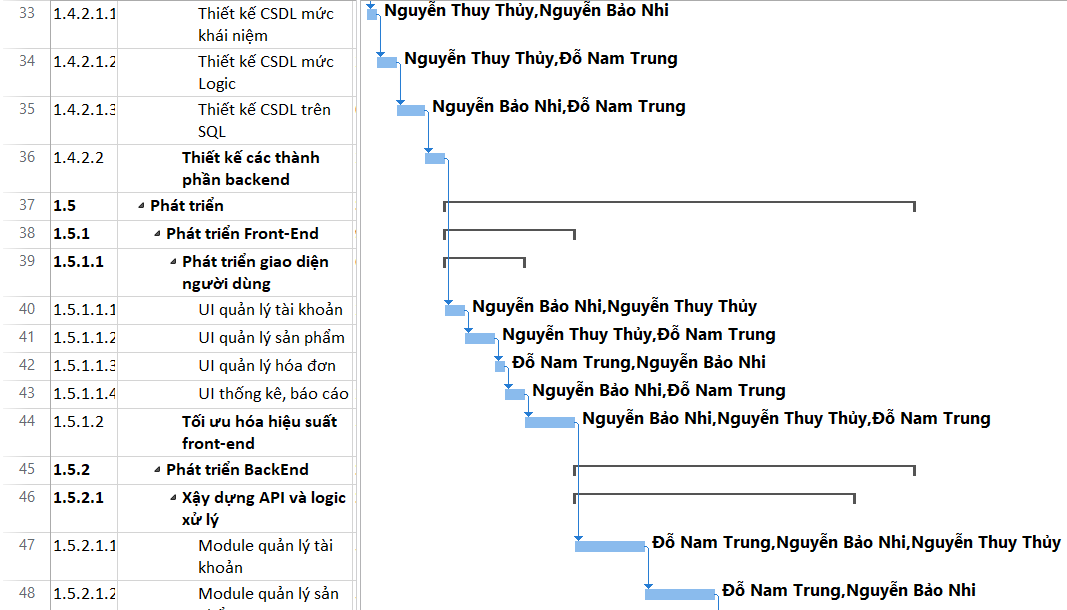 33 1.4.2.1.1 Thiết kế CSDL mức Nguyễn Thuy Thủy,Nguyễn Bảo Nhi
khái niệm
34 1.4.2.1.2 Thiết kế CSDL mức Nguyễn Thuy Thủy,Đỗ Nam Trung
Logic
35 1.4.2.1.3 Thiết kế CSDL trên Nguyễn Bảo Nhi,Đỗ Nam Trung
SQL
36 1.4.2.2 Thiết kế các thành
phần backend
37 1.5 Phát triển
38 1.5.1 Phát triển Front-End
39 1.5.1.1 Phát triển giao diện
người dùng
40 1.5.1.1.1 UI quản lý tài khoản Nguyễn Bảo Nhi,Nguyễn Thuy Thủy
41 1.5.1.1.2 UI quản lý sản phẩm Nguyễn Thuy Thủy,Đỗ Nam Trung
42 1.5.1.1.3 UI quản lý hóa đơn Đỗ Nam Trung,Nguyễn Bảo Nhi
43 1.5.1.1.4 UI thống kê, báo cáo Nguyễn Bảo Nhi,Đỗ Nam Trung
44 1.5.1.2 Tối ưu hóa hiệu suất Nguyễn Bảo Nhi,Nguyễn Thuy Thủy,Đỗ Nam Trung
front-end
45 1.5.2 Phát triển BackEnd
46 1.5.2.1 Xậy dựng API và logic
xử lý
47 1.5.2.1.1 Module quản lý tài Đỗ Nam Trung,Nguyễn Bảo Nhi,Nguyễn Thuy Thủy
khoản
48 1.5.2.1.2 Module quản lý sản Đỗ Nam Trung,Nguyễn Bảo Nhi